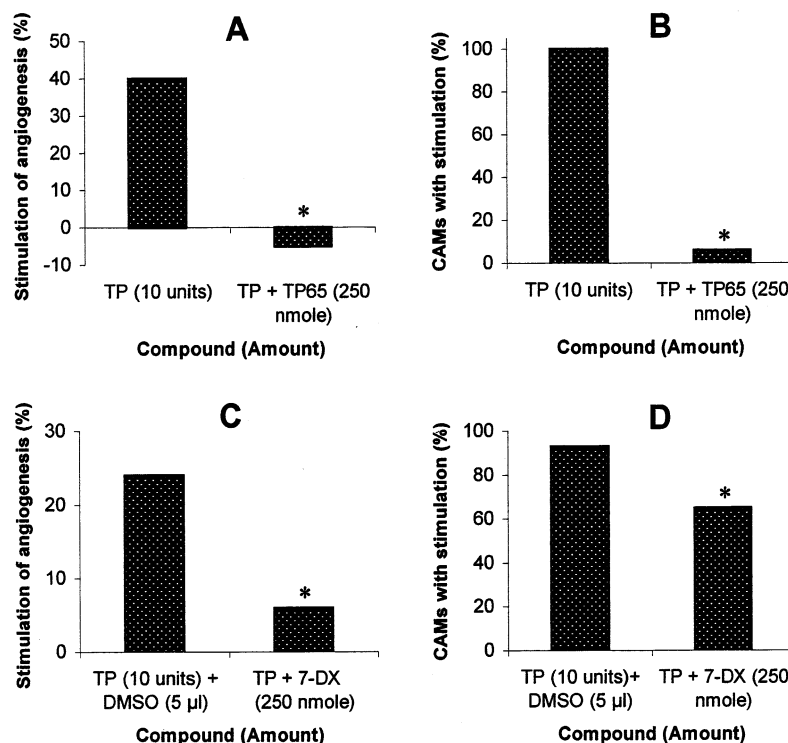 A
Stimulation of angiogenesis (%)
50
40
30
20
10
0
-10
*
TP (10 units)
TP + TP65 (250
nmole)
Compound (Amount)
B
CAMs with stimulation (%)
100
80
60
40
20
0
*
TP (10 units)
TP + TP65 (250
nmole)
Compound (Amount)
C
Stimulation of angiogenesis (%)
30
20
10
0
*
TP (10 units) +
DMSO (5 µl)
TP + 7-DX
(250 nmole)
Compound (Amount)
D
CAMs with stimulation (%)
100
80
60
40
20
0
*
TP (10 units)+
DMSO (5 µl)
TP + 7-DX (250
nmole)
Compound (Amount)